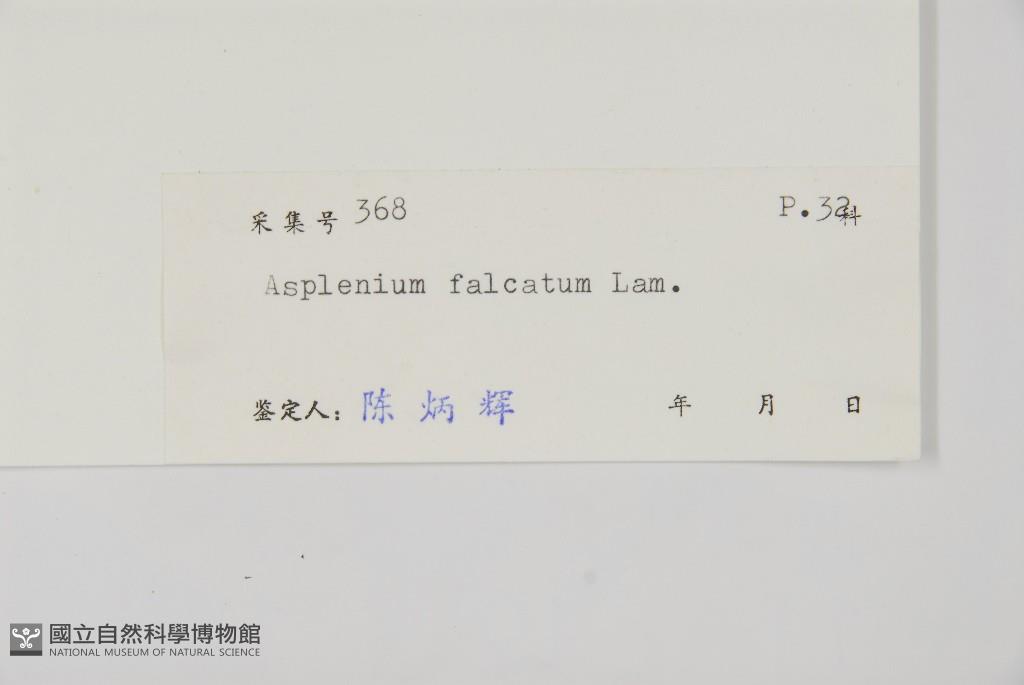 采集号 368 P.32科
Asplenium falcatum Lam.
鉴定人: 陈炳辉 年 月 日
國立自然科學博物館
NATIONAL MUSEUM OF NATURAL SCIENCE